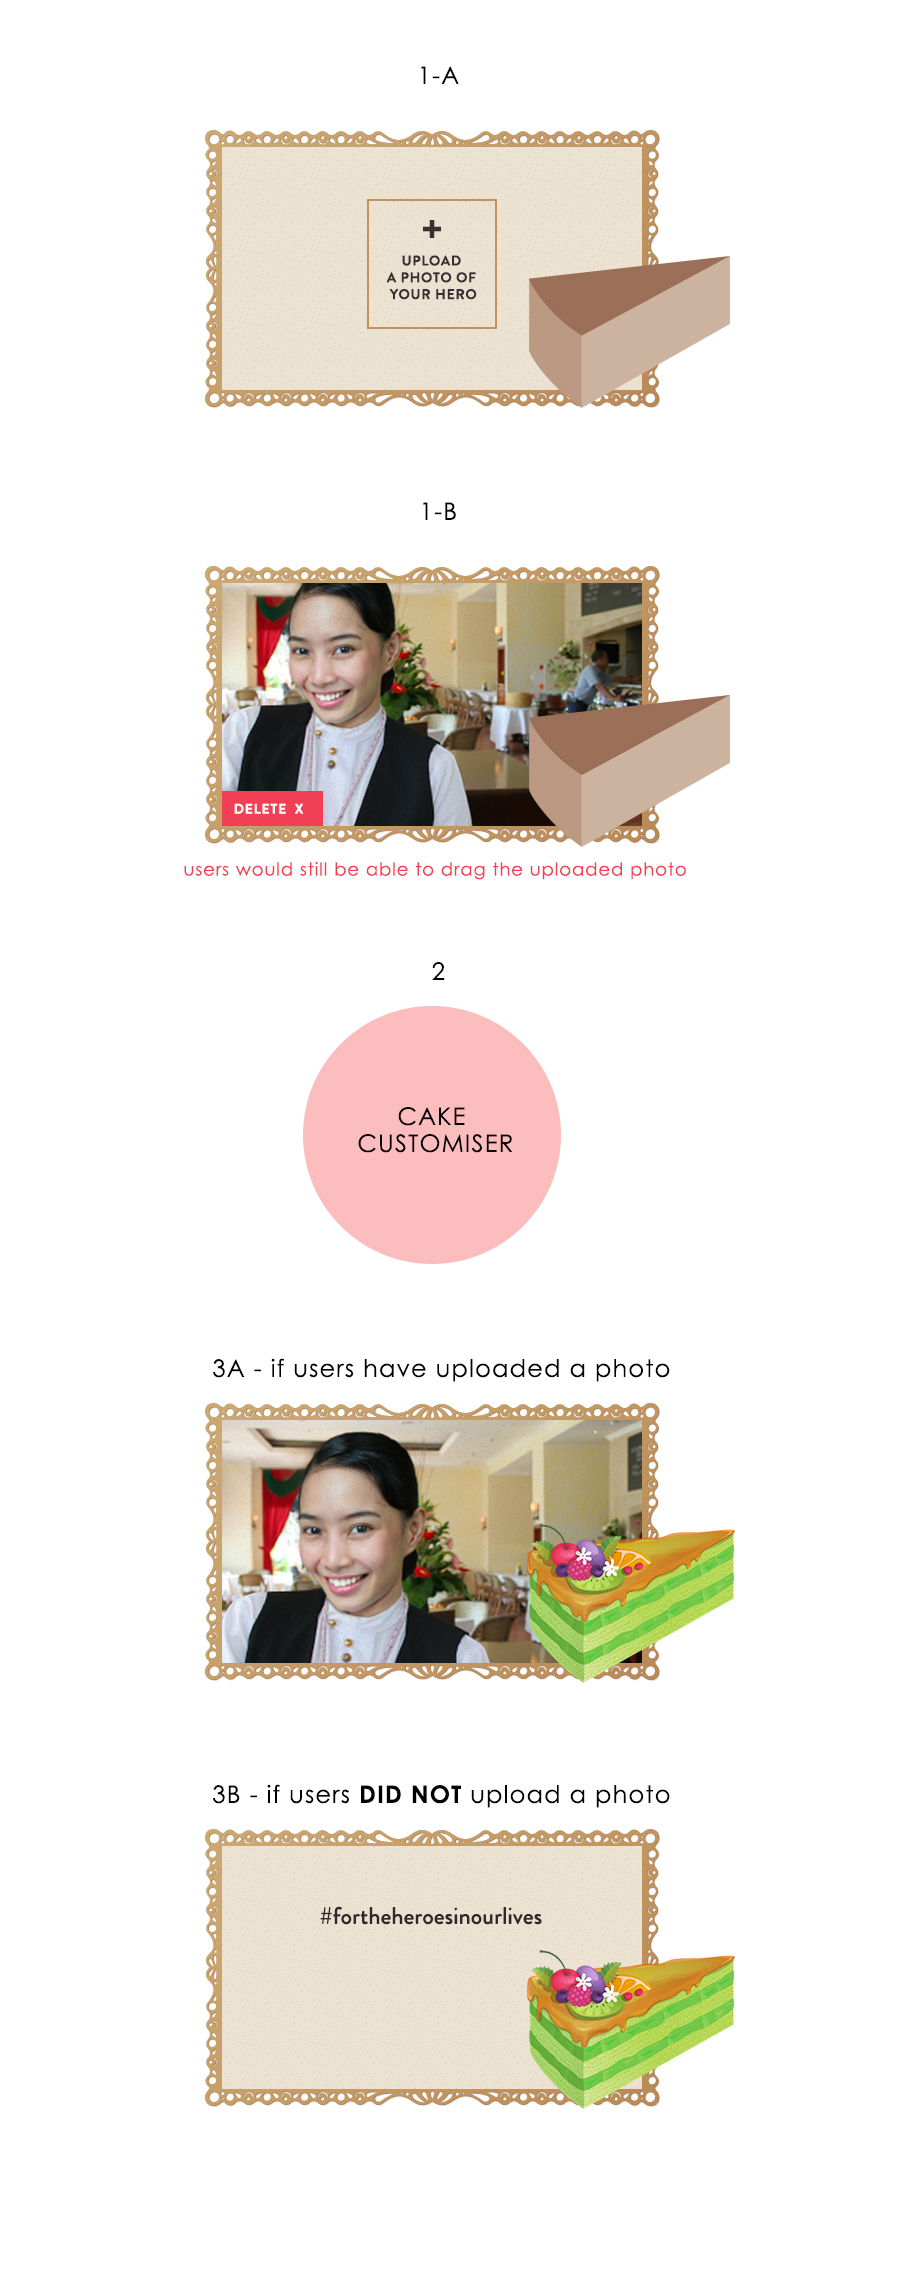 1-A
+
UPLOAD
A PHOTO OF
YOUR HERO
1-B
DELETE X
users would still be able to drag the uploaded photo
2
CAKE
CUSTOMISER
3A - if users have uploaded a photo
3B - if users DID NOT upload a photo
#fortheheroesinourlives